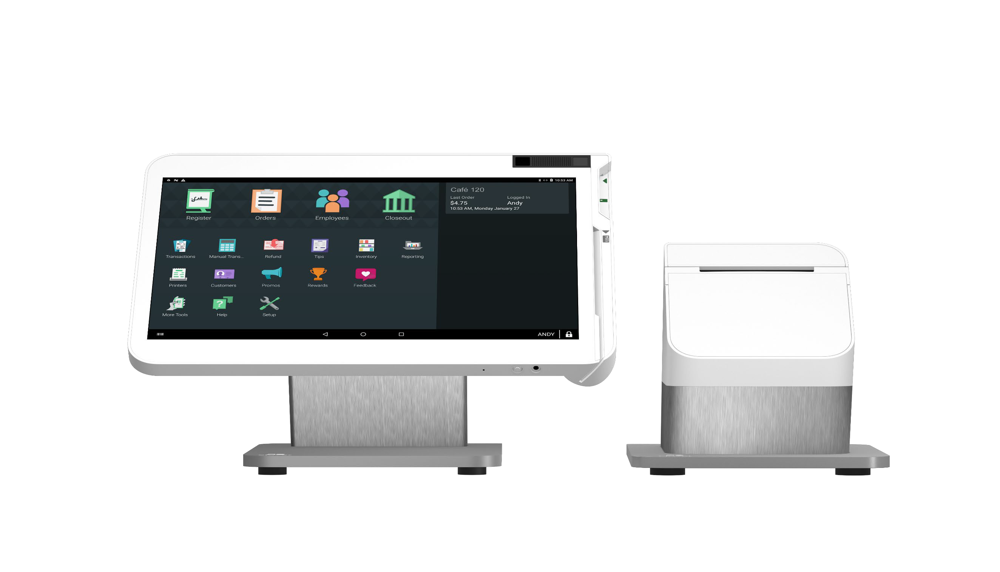 10:53 AM
Café 120
Last Order Logged In
$4.75 Andy
10:53 AM, Monday January 27
Register Orders Employees Closeout
Transactions Manual Trans... Refund Tips Inventory Reporting
Printers Customers Promos Rewards Feedback
More Tools Help Setup
ANDY
1234